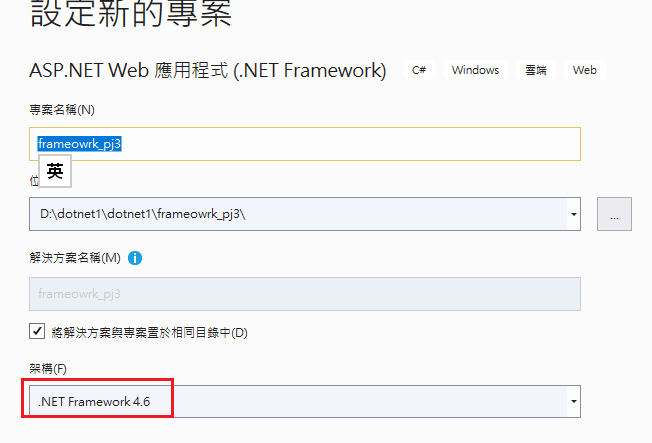 設定新的專案
ASP.NET Web 應用程式 (.NET Framework) C# Windows 雲端 Web
專案名稱(N)
frameowrk_pj3
英
位
D:\dotnet1\dotnet1\frameowrk_pj3\
...
解決方案名稱(M)
frameowrk_pj3
將解決方案與專案置於相同目錄中(D)
架構(F)
.NET Framework 4.6